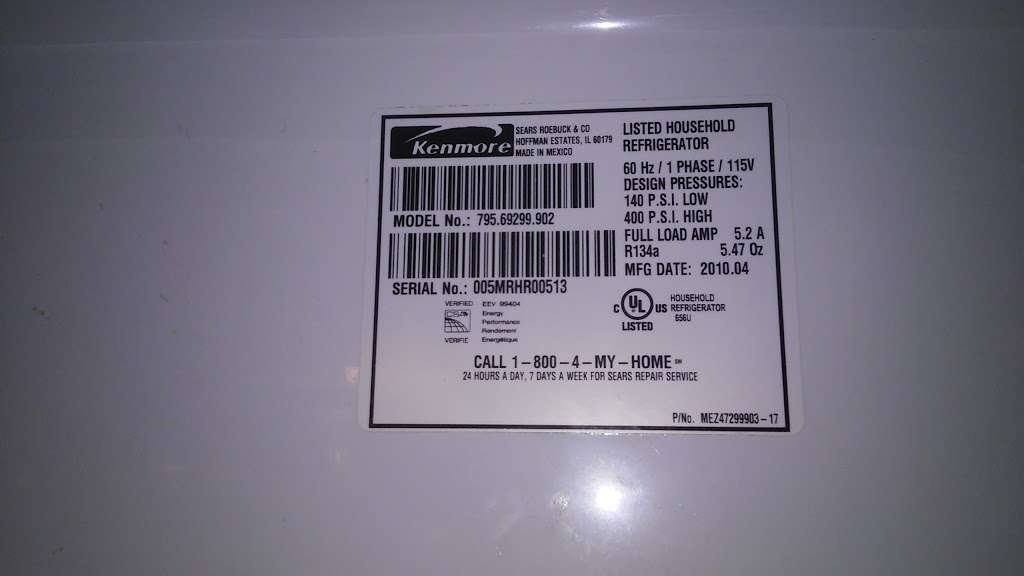 Kenmore
SEARS ROEBUCK & CO
HOFFMAN ESTATES, IL 60179
MADE IN MEXICO
MODEL No.: 795.69299.902
SERIAL No.: 005MRHR00513
LISTED HOUSEHOLD
REFRIGERATOR
60 Hz / 1 PHASE / 115V
DESIGN PRESSURES:
140 P.S.I. LOW
400 P.S.I. HIGH
FULL LOAD AMP 5.2 A
R134a 5.47 Oz
MFG DATE: 2010.04
VERIFIED EEV 99404
Energy
Performance
Rendement
VERIFIE Energétique
C UL US
LISTED
HOUSEHOLD
REFRIGERATOR
656U
CALL 1-800-4-MY-HOME SM
24 HOURS A DAY, 7 DAYS A WEEK FOR SEARS REPAIR SERVICE
P/No. MEZ47299903-17